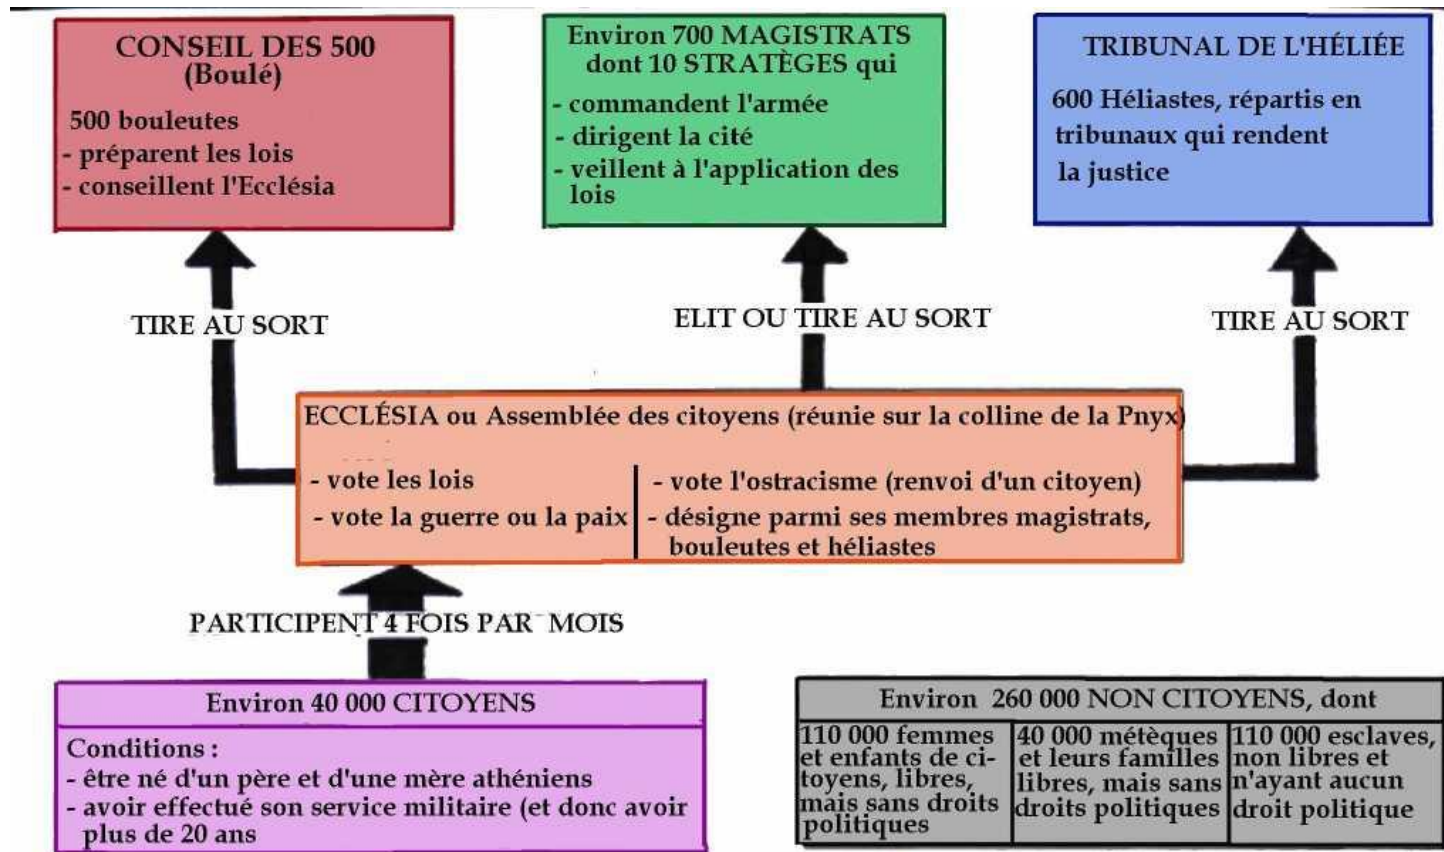 CONSEIL DES 500
(Boulé)
500 bouleutes
- préparent les lois
- conseillent l'Ecclésia
Environ 700 MAGISTRATS
dont 10 STRATÈGES qui
- commandent l'armée
- dirigent la cité
- veillent à l'application des
lois
TRIBUNAL DE L'HÉLIÉE
600 Héliastes, répartis en
tribunaux qui rendent
la justice
TIRE AU SORT
ELIT OU TIRE AU SORT
TIRE AU SORT
ECCLÉSIA ou Assemblée des citoyens (réunie sur la colline de la Pnyx)
- vote les lois
- vote la guerre ou la paix
- vote l'ostracisme (renvoi d'un citoyen)
- désigne parmi ses membres magistrats,
bouleutes et héliastes
PARTICIPENT 4 FOIS PAR MOIS
Environ 40 000 CITOYENS
Conditions :
- être né d'un père et d'une mère athéniens
- avoir effectué son service militaire (et donc avoir
plus de 20 ans
Environ 260 000 NON CITOYENS, dont
110 000 femmes
et enfants de ci-
toyens, libres,
mais sans droits
politiques
40 000 métèques
et leurs familles
libres, mais sans
droits politiques
110 000 esclaves,
non libres et
n'ayant aucun
droit politique